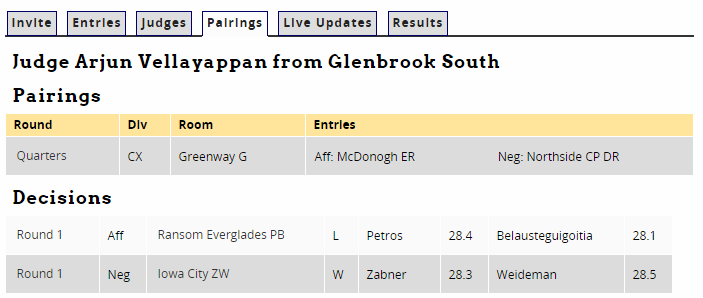 Invite Entries Judges Pairings Live Updates Results
Judge Arjun Vellayappan from Glenbrook South
Pairings
Round Div Room Entries
Quarters CX Greenway G Aff: McDonogh ER Neg: Northside CP DR
Decisions
Round 1 Aff Ransom Everglades PB L Petros 28.4 Belausteguigoitia 28.1
Round 1 Neg Iowa City ZW W Zabner 28.3 Weideman 28.5